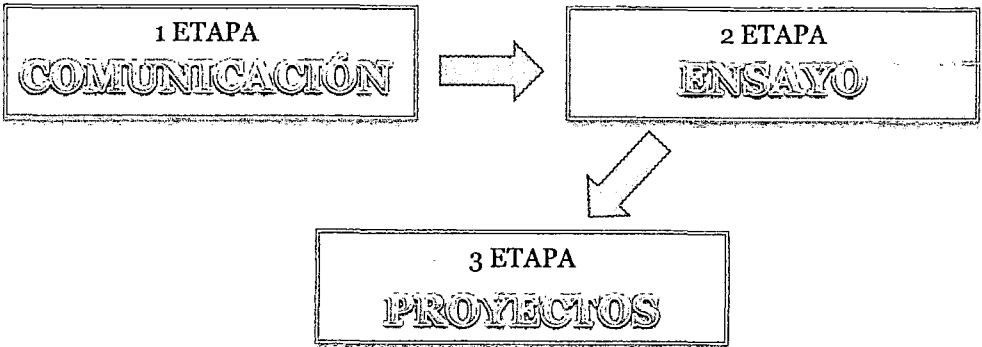 1 ETAPA
COMUNICACIÓN
2 ETAPA
ENSAYO
3 ETAPA
PROYECTOS